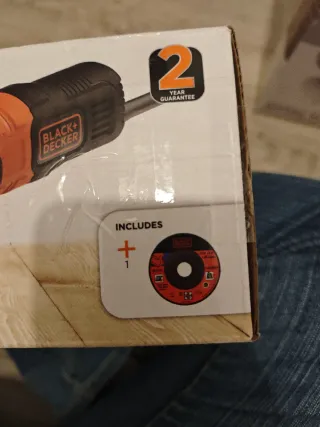 2
YEAR
GUARANTEE
BLACK+
DECKER
INCLUDES
+
1